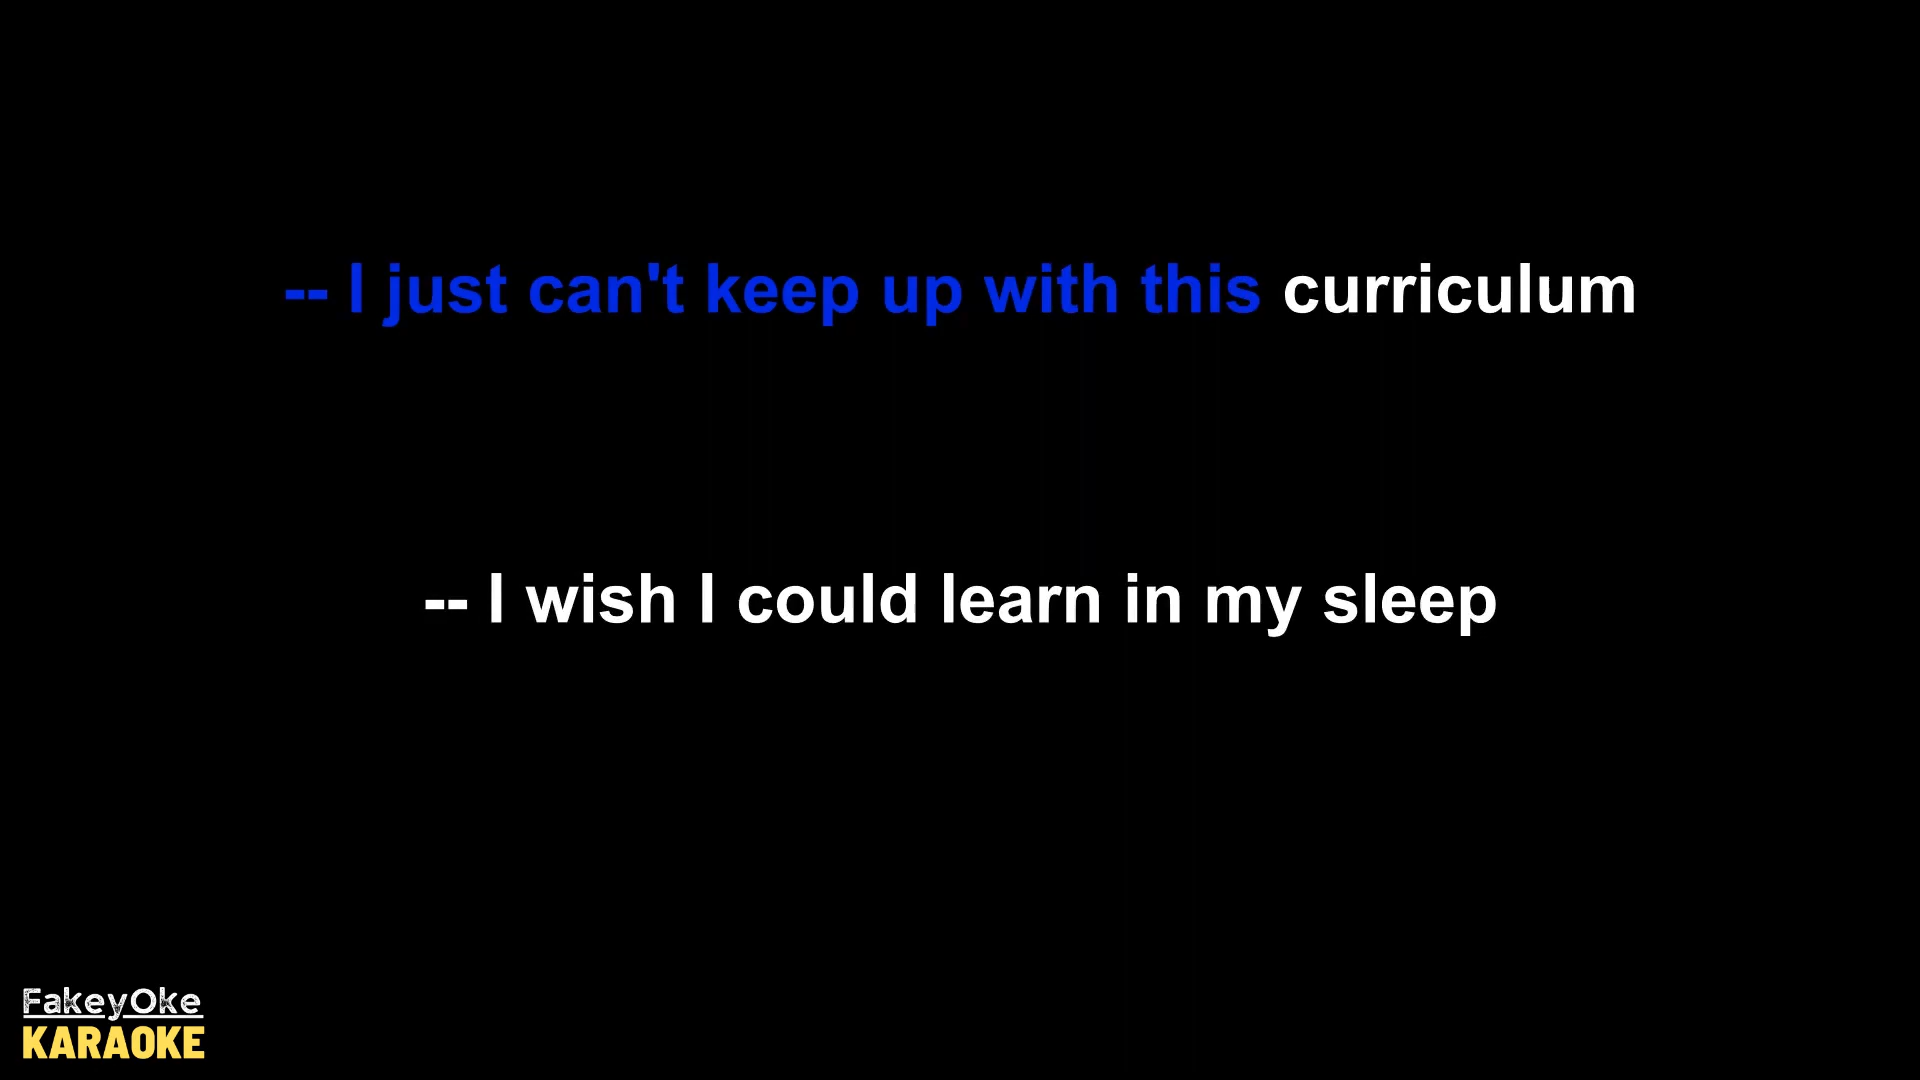 -- I just can't keep up with this curriculum
-- I wish I could learn in my sleep
FakeyOke
KARAOKE